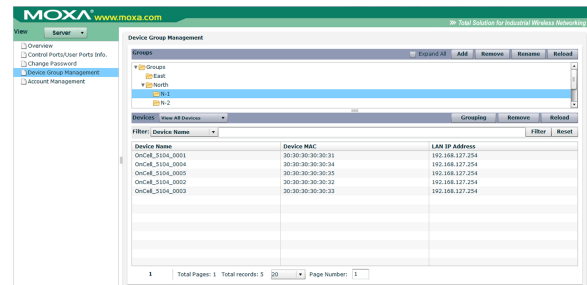 MOXA® www.moxa.com
Total Solution for Industrial Wireless Networking
View Server
Overview
Control Ports/User Ports Info.
Change Password
Device Group Management
Account Management
Device Group Management
Groups Expand All Add Remove Rename Reload
Groups
East
North
N-1
N-2
Devices View All Devices Grouping Remove Reload
Filter: Device Name Filter Reset
Device Name Device MAC LAN IP Address
OnCell_5104_0001 30:30:30:30:30:31 192.168.127.254
OnCell_5104_0004 30:30:30:30:30:34 192.168.127.254
OnCell_5104_0005 30:30:30:30:30:35 192.168.127.254
OnCell_5104_0002 30:30:30:30:30:32 192.168.127.254
OnCell_5104_0003 30:30:30:30:30:33 192.168.127.254
1 Total Pages: 1 Total records: 5 20 Page Number: 1